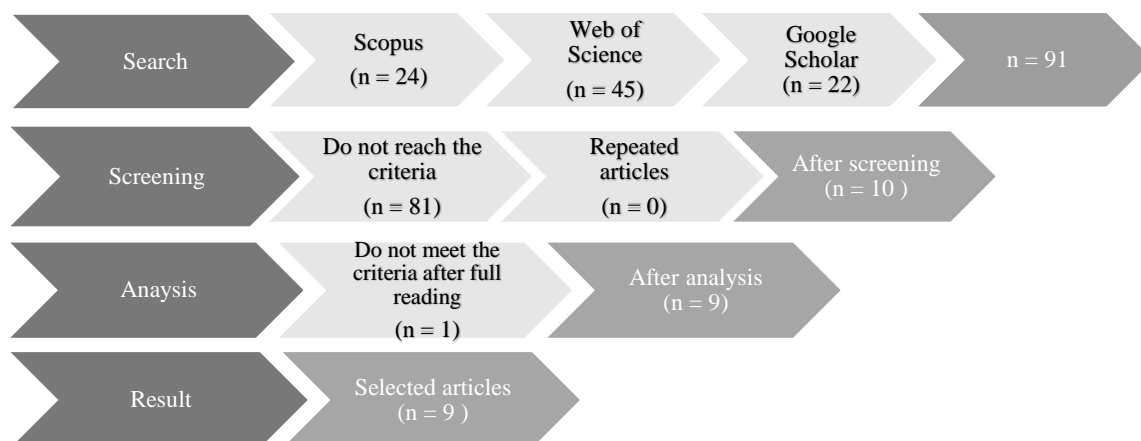 Search
Scopus
(n = 24)
Web of
Science
(n = 45)
Google
Scholar
(n = 22)
n = 91
Screening
Do not reach the
criteria
(n = 81)
Repeated
articles
(n = 0)
After screening
(n = 10 )
Anaysis
Do not meet the
criteria after full
reading
(n = 1)
After analysis
(n = 9)
Result
Selected articles
(n = 9 )